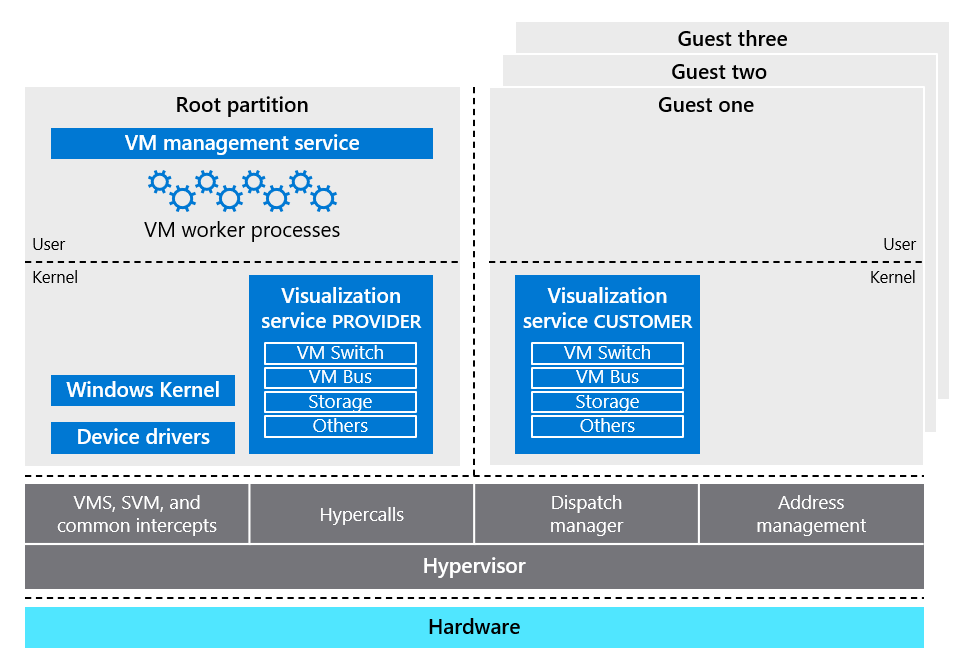 Guest three
Guest two
Root partition
Guest one
VM management service
VM worker processes
User
User
Kernel
Kernel
Visualization
service PROVIDER
VM Switch
VM Bus
Storage
Others
Windows Kernel
Device drivers
Visualization
service CUSTOMER
VM Switch
VM Bus
Storage
Others
VMS, SVM, and
common intercepts
Hypercalls
Dispatch
manager
Address
management
Hypervisor
Hardware